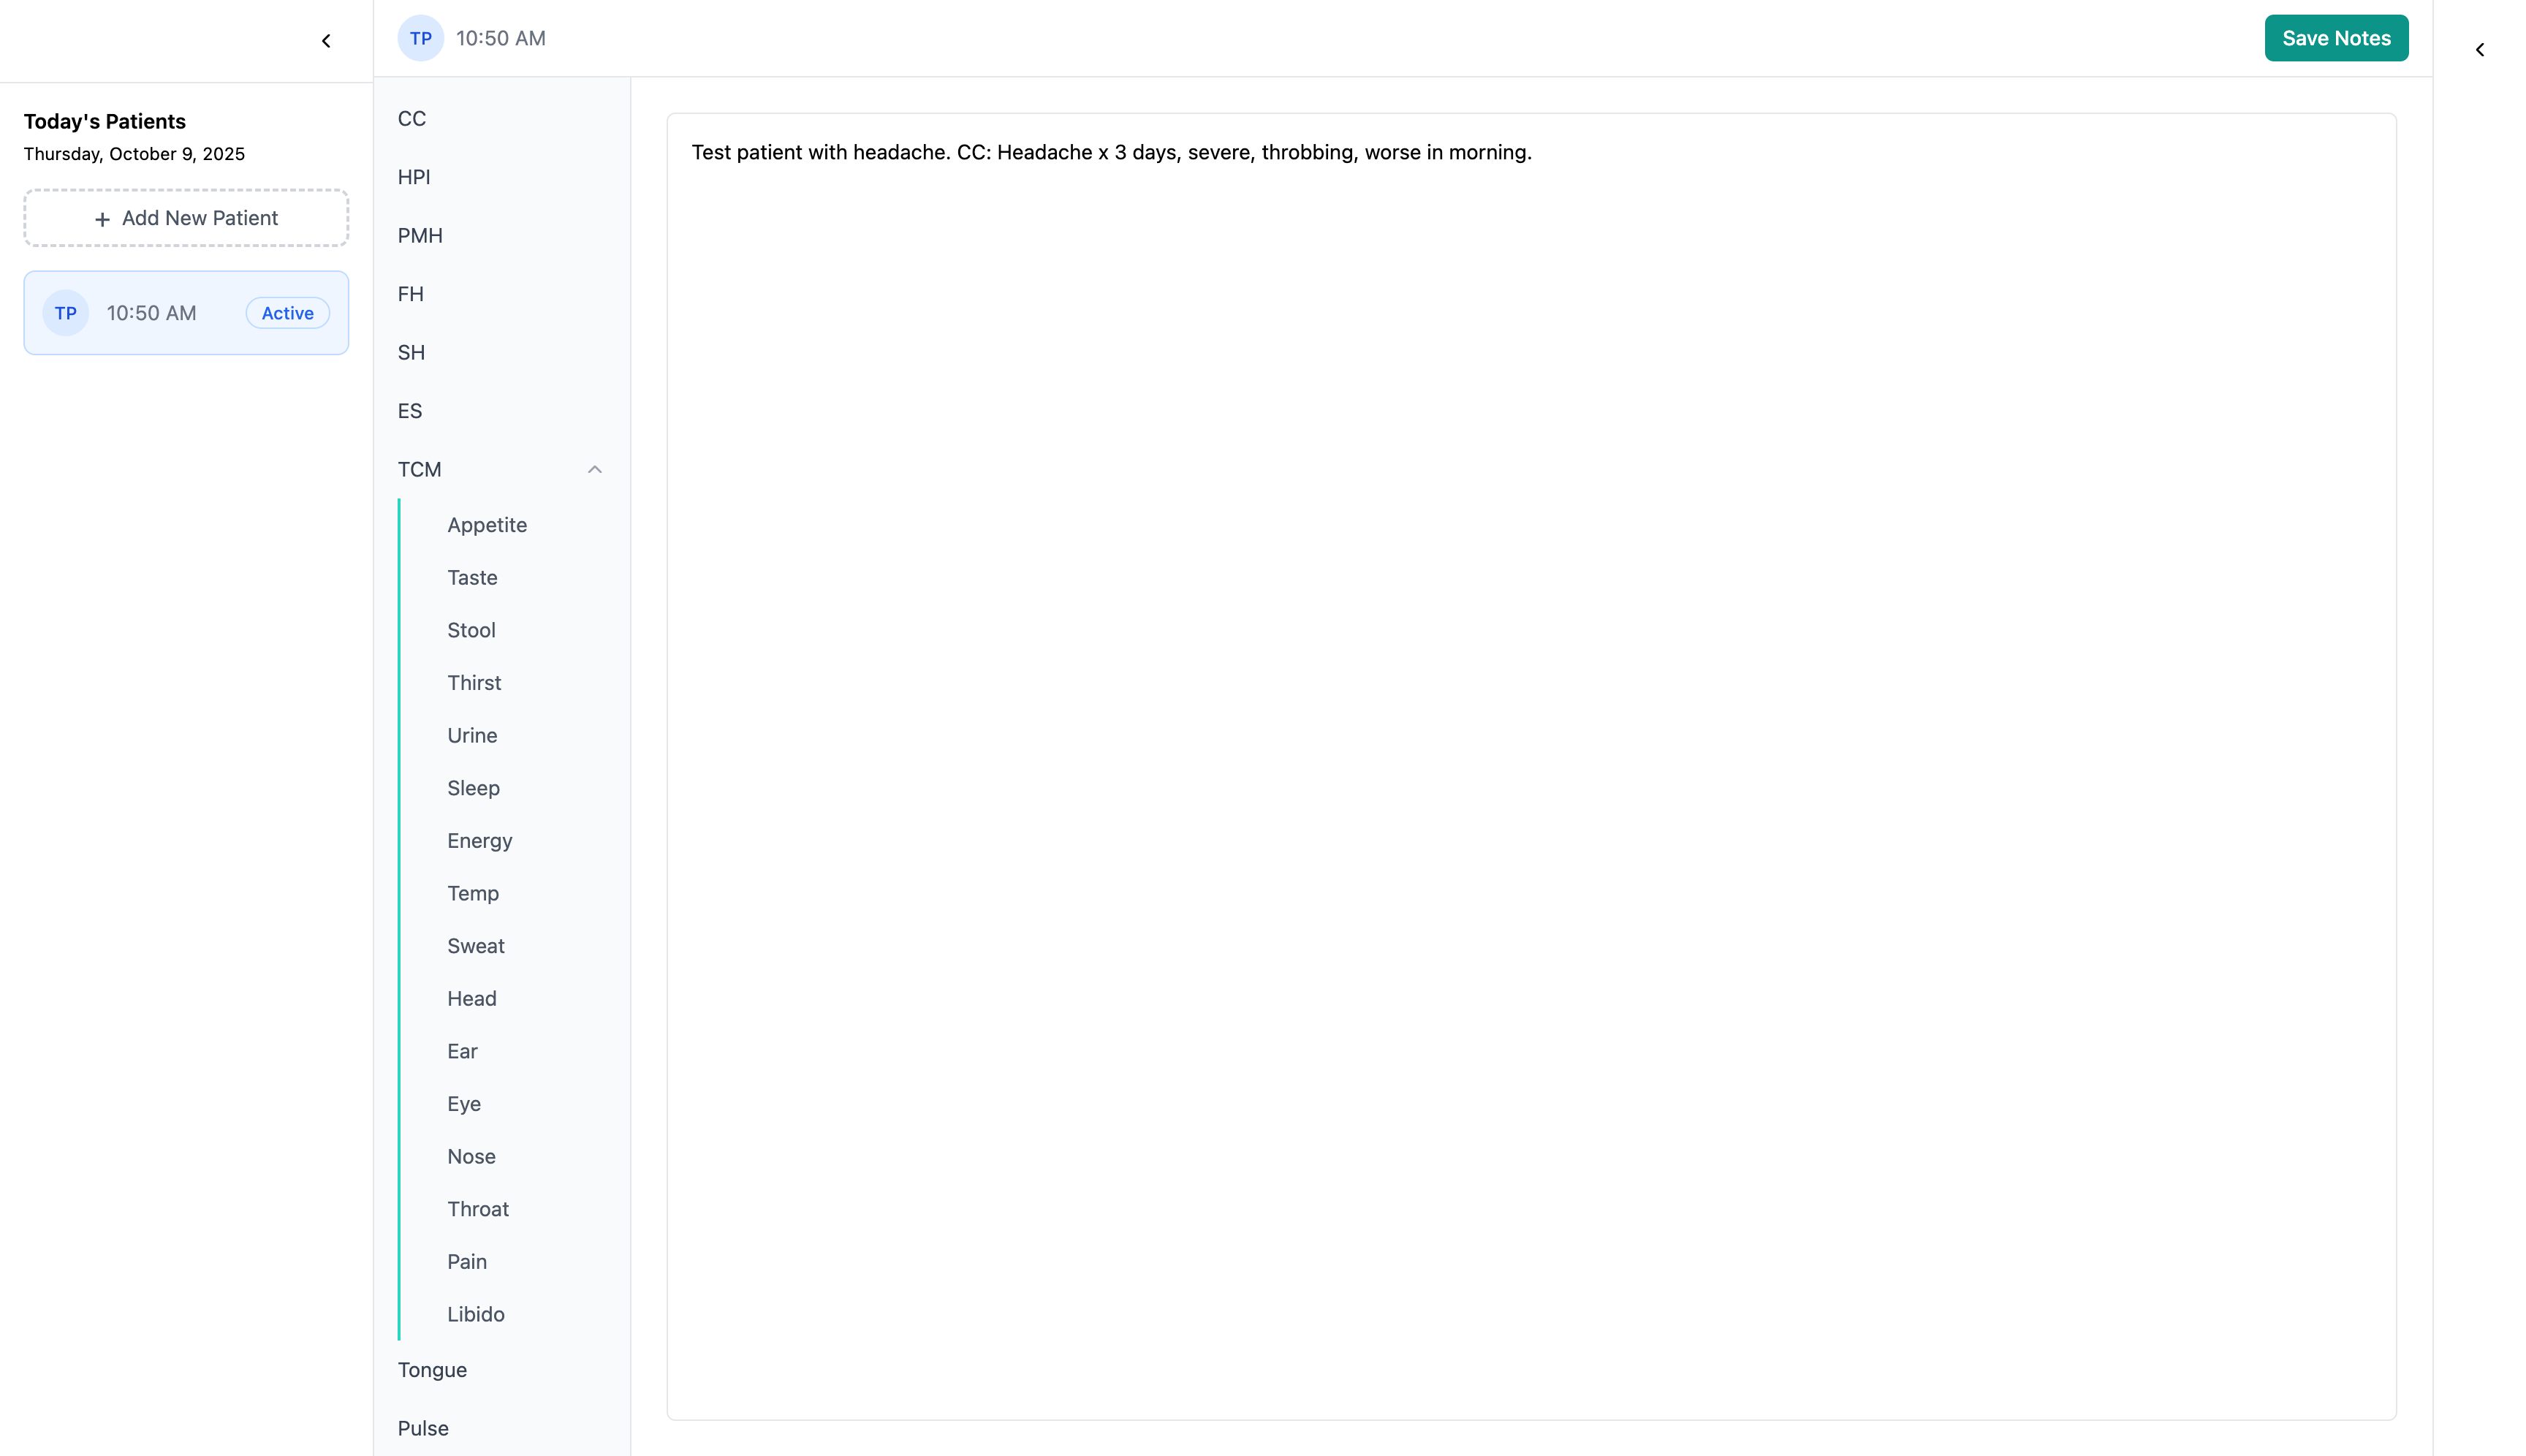 Today's Patients
Thursday, October 9, 2025
+ Add New Patient
TP 10:50 AM Active
TP 10:50 AM
Save Notes
CC
HPI
PMH
FH
SH
ES
TCM
Appetite
Taste
Stool
Thirst
Urine
Sleep
Energy
Temp
Sweat
Head
Ear
Eye
Nose
Throat
Pain
Libido
Tongue
Pulse
Test patient with headache. CC: Headache x 3 days, severe, throbbing, worse in morning.